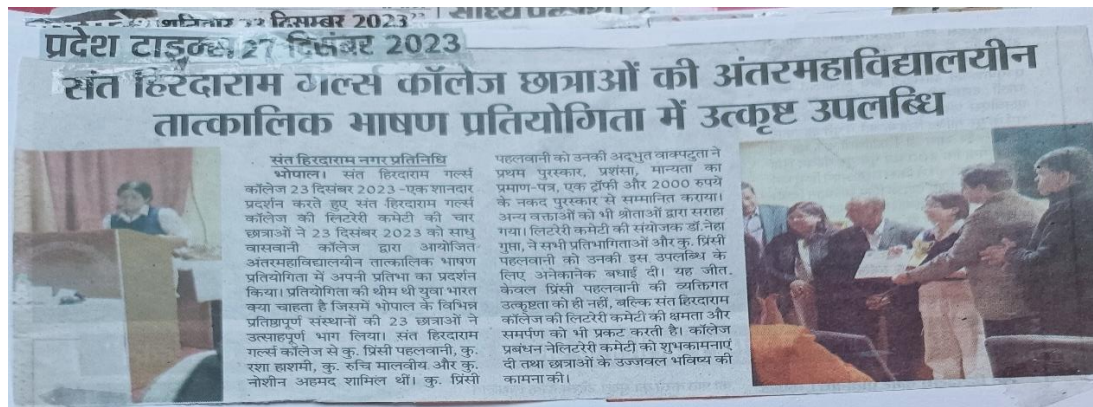 शनिवार 23 दिसम्बर 2023
प्रदेश टाइम्स 27 दिसंबर 2023
संत हिरदाराम गर्ल्स कॉलेज छात्राओं की अंतरमहाविद्यालयीन
तात्कालिक भाषण प्रतियोगिता में उत्कृष्ट उपलब्धि
संत हिरदाराम नगर प्रतिनिधि
भोपाल। संत हिरदाराम गर्ल्स
कॉलेज 23 दिसंबर 2023 -एक शानदार
प्रदर्शन करते हुए संत हिरदाराम गर्ल्स
कॉलेज की लिटरेरी कमेटी की चार
छात्राओं ने 23 दिसंबर 2023 को साधु
वासवानी कॉलेज द्वारा आयोजित
अंतरमहाविद्यालयीन तात्कालिक भाषण
प्रतियोगिता में अपनी प्रतिभा का प्रदर्शन
किया। प्रतियोगिता की थीम थी युवा भारत
क्या चाहता है जिसमें भोपाल के विभिन्न
प्रतिष्ठापूर्ण संस्थानों की 23 छात्राओं ने
उत्साहपूर्ण भाग लिया। संत हिरदाराम
गर्ल्स कॉलेज से कु. प्रिंसी पहलवानी, कु.
रशा हाशमी, कु. रुचि मालवीय और कु.
नोशीन अहमद शामिल थीं। कु. प्रिंसी
पहलवानी को उनकी अद्भुत वाक्पटुता ने
प्रथम पुरस्कार, प्रशंसा, मान्यता का
प्रमाण-पत्र, एक ट्रॉफी और 2000 रुपये
के नकद पुरस्कार से सम्मानित कराया।
अन्य वक्ताओं को भी श्रोताओं द्वारा सराहा
गया। लिटरेरी कमेटी की संयोजक डॉ.नेहा
गुप्ता, ने सभी प्रतिभागिताओं और कु. प्रिंसी
पहलवानी को उनकी इस उपलब्धि के
लिए अनेकानेक बधाई दी। यह जीत
केवल प्रिंसी पहलवानी की व्यक्तिगत
उत्कृष्टता को ही नहीं, बल्कि संत हिरदाराम
कॉलेज की लिटरेरी कमेटी की क्षमता और
समर्पण को भी प्रकट करती है। कॉलेज
प्रबंधन नेलिटरेरी कमेटी को शुभकामनाएं
दी तथा छात्राओं के उज्जवल भविष्य की
कामना की।